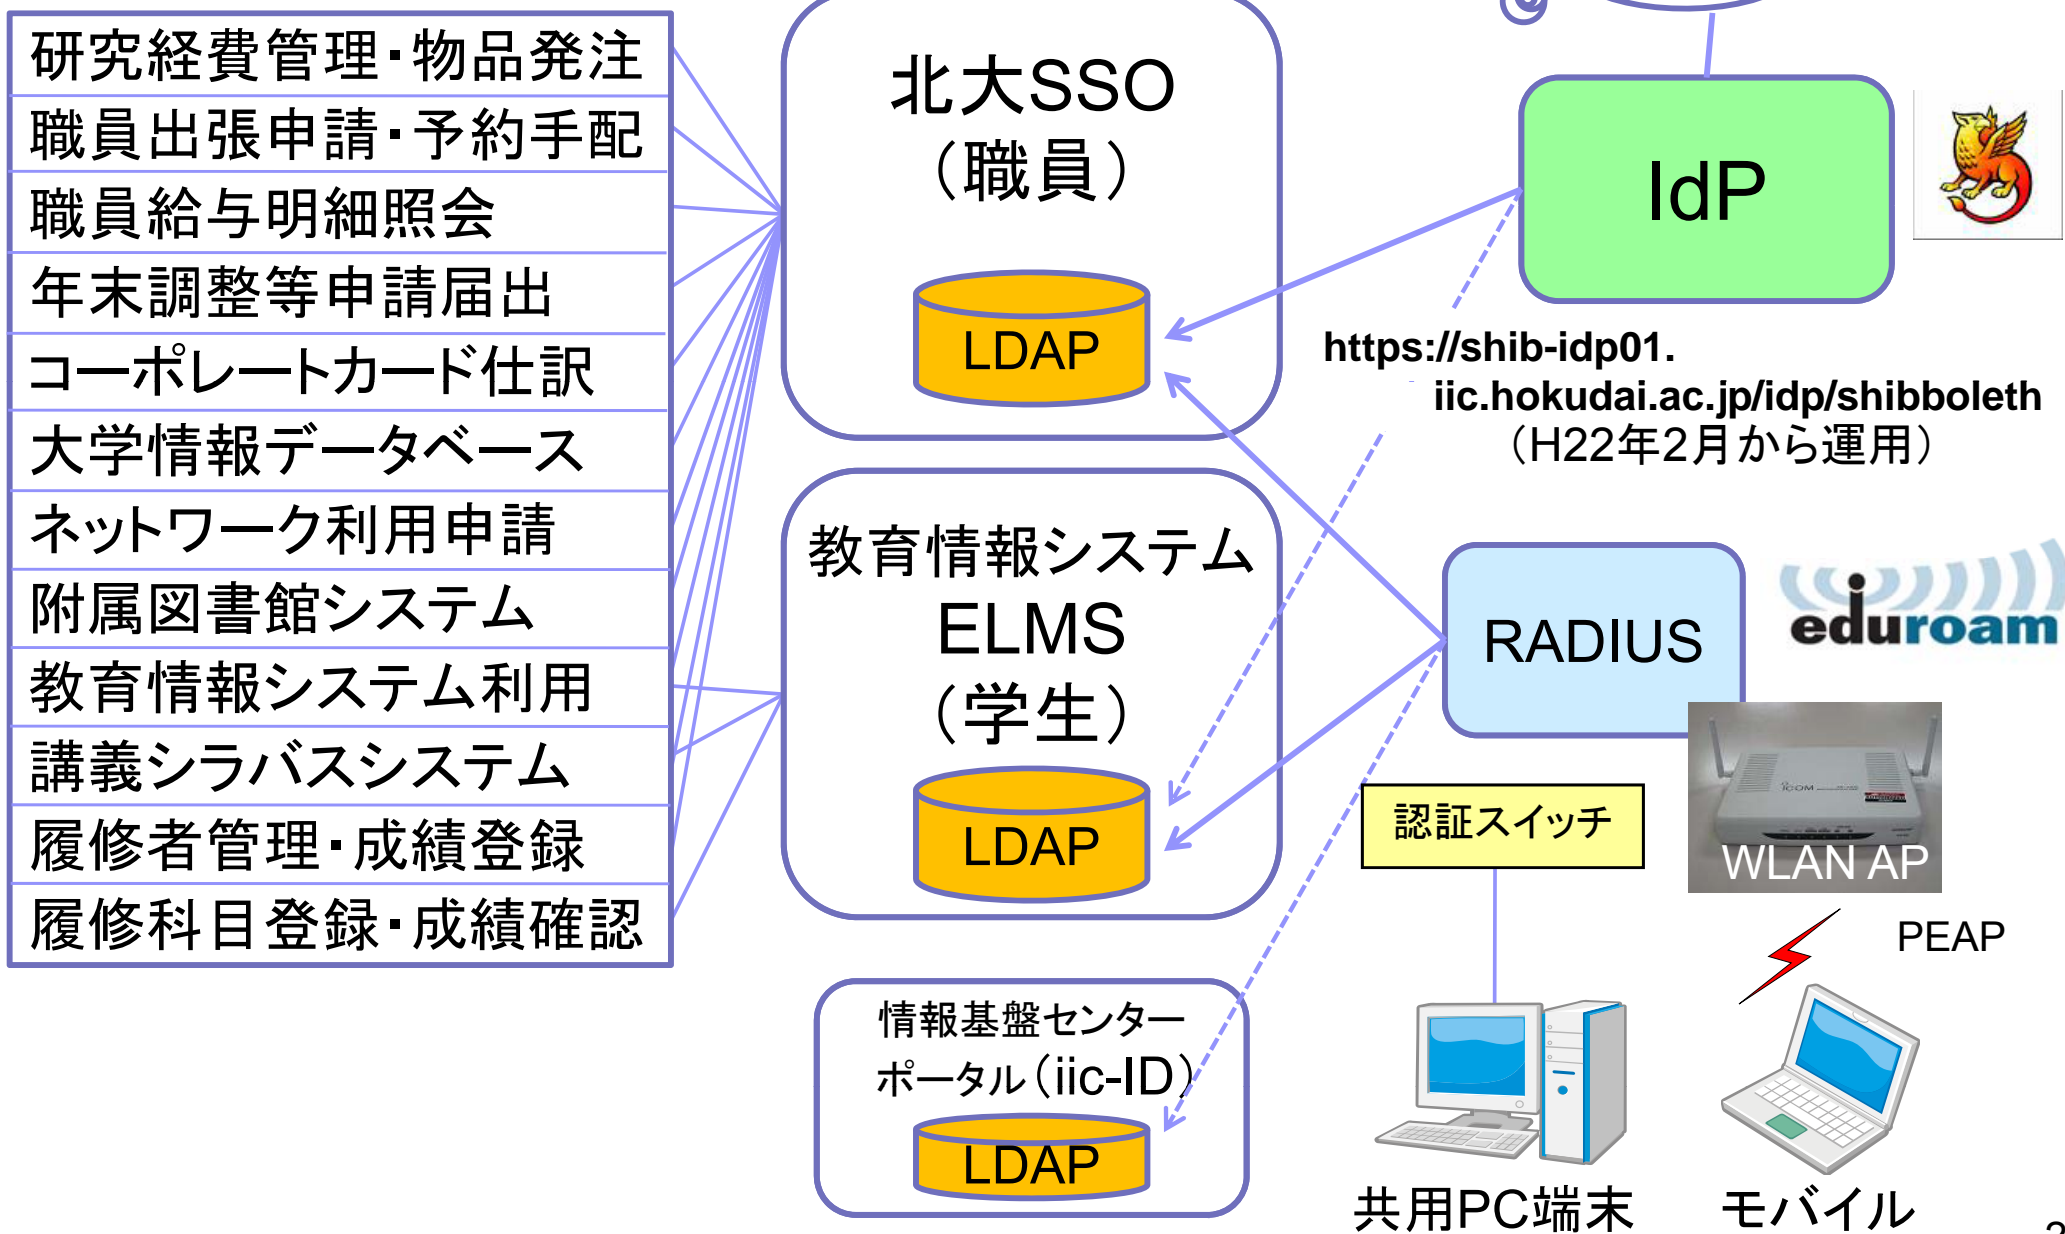 研究経費管理・物品発注
職員出張申請・予約手配
職員給与明細照会
年末調整等申請届出
コーポレートカード仕訳
大学情報データベース
ネットワーク利用申請
附属図書館システム
教育情報システム利用
講義シラバスシステム
履修者管理・成績登録
履修科目登録・成績確認
北大SSO
（職員）
LDAP
教育情報システム
ELMS
（学生）
LDAP
情報基盤センター
ポータル（iic-ID）
LDAP
IdP
https://shib-idp01.
iic.hokudai.ac.jp/idp/shibboleth
（H22年2月から運用）
RADIUS
eduroam
認証スイッチ
ICOM
WLAN AP
PEAP
共用PC端末
モバイル